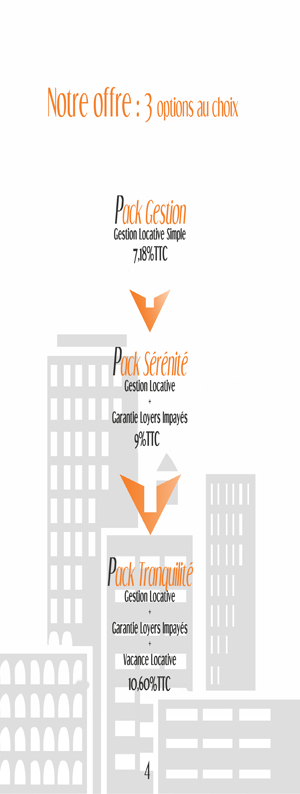 Notre offre : 3 options au choix
Pack Gestion
Gestion Locative Simple
7,18%TTC
Pack Sérénité
Gestion Locative
+
Garantie Loyers Impayés
9%TTC
Pack Tranquilité
Gestion Locative
+
Garantie Loyers Impayés
+
Vacance Locative
10,60%TTC
4